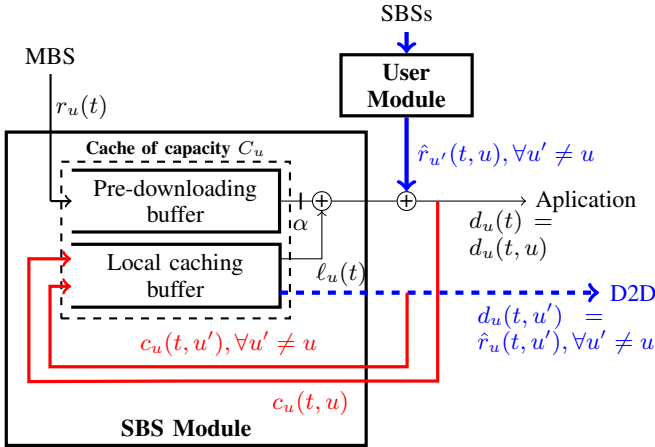 SBSs
MBS
User
Module
r_u(t)
Cache of capacity C_u
r̂_{u'}(t, u), ∀u' ≠ u
Pre-downloading
buffer
α
Aplication
d_u(t) =
d_u(t, u)
Local caching
buffer
ℓ_u(t)
D2D
d_u(t, u') =
r̂_u(t, u'), ∀u' ≠ u
c_u(t, u'), ∀u' ≠ u
c_u(t, u)
SBS Module